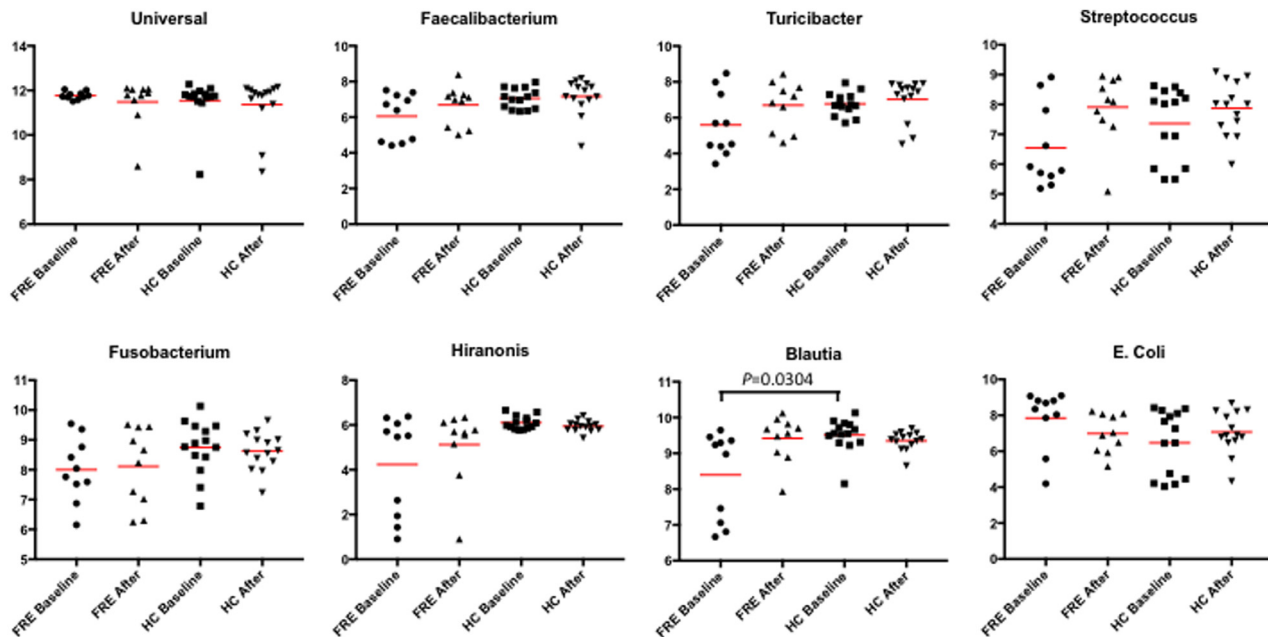 Universal
14
12
10
8
6
FRE Baseline
FRE After
HC Baseline
HC After
Faecalibacterium
10
8
6
4
2
0
FRE Baseline
FRE After
HC Baseline
HC After
Turicibacter
10
8
6
4
2
0
FRE Baseline
FRE After
HC Baseline
HC After
Streptococcus
10
9
8
7
6
5
4
FRE Baseline
FRE After
HC Baseline
HC After
Fusobacterium
11
10
9
8
7
6
5
FRE Baseline
FRE After
HC Baseline
HC After
Hiranonis
8
6
4
2
0
FRE Baseline
FRE After
HC Baseline
HC After
Blautia
P=0.0304
11
10
9
8
7
6
FRE Baseline
FRE After
HC Baseline
HC After
E. Coli
10
8
6
4
2
0
FRE Baseline
FRE After
HC Baseline
HC After